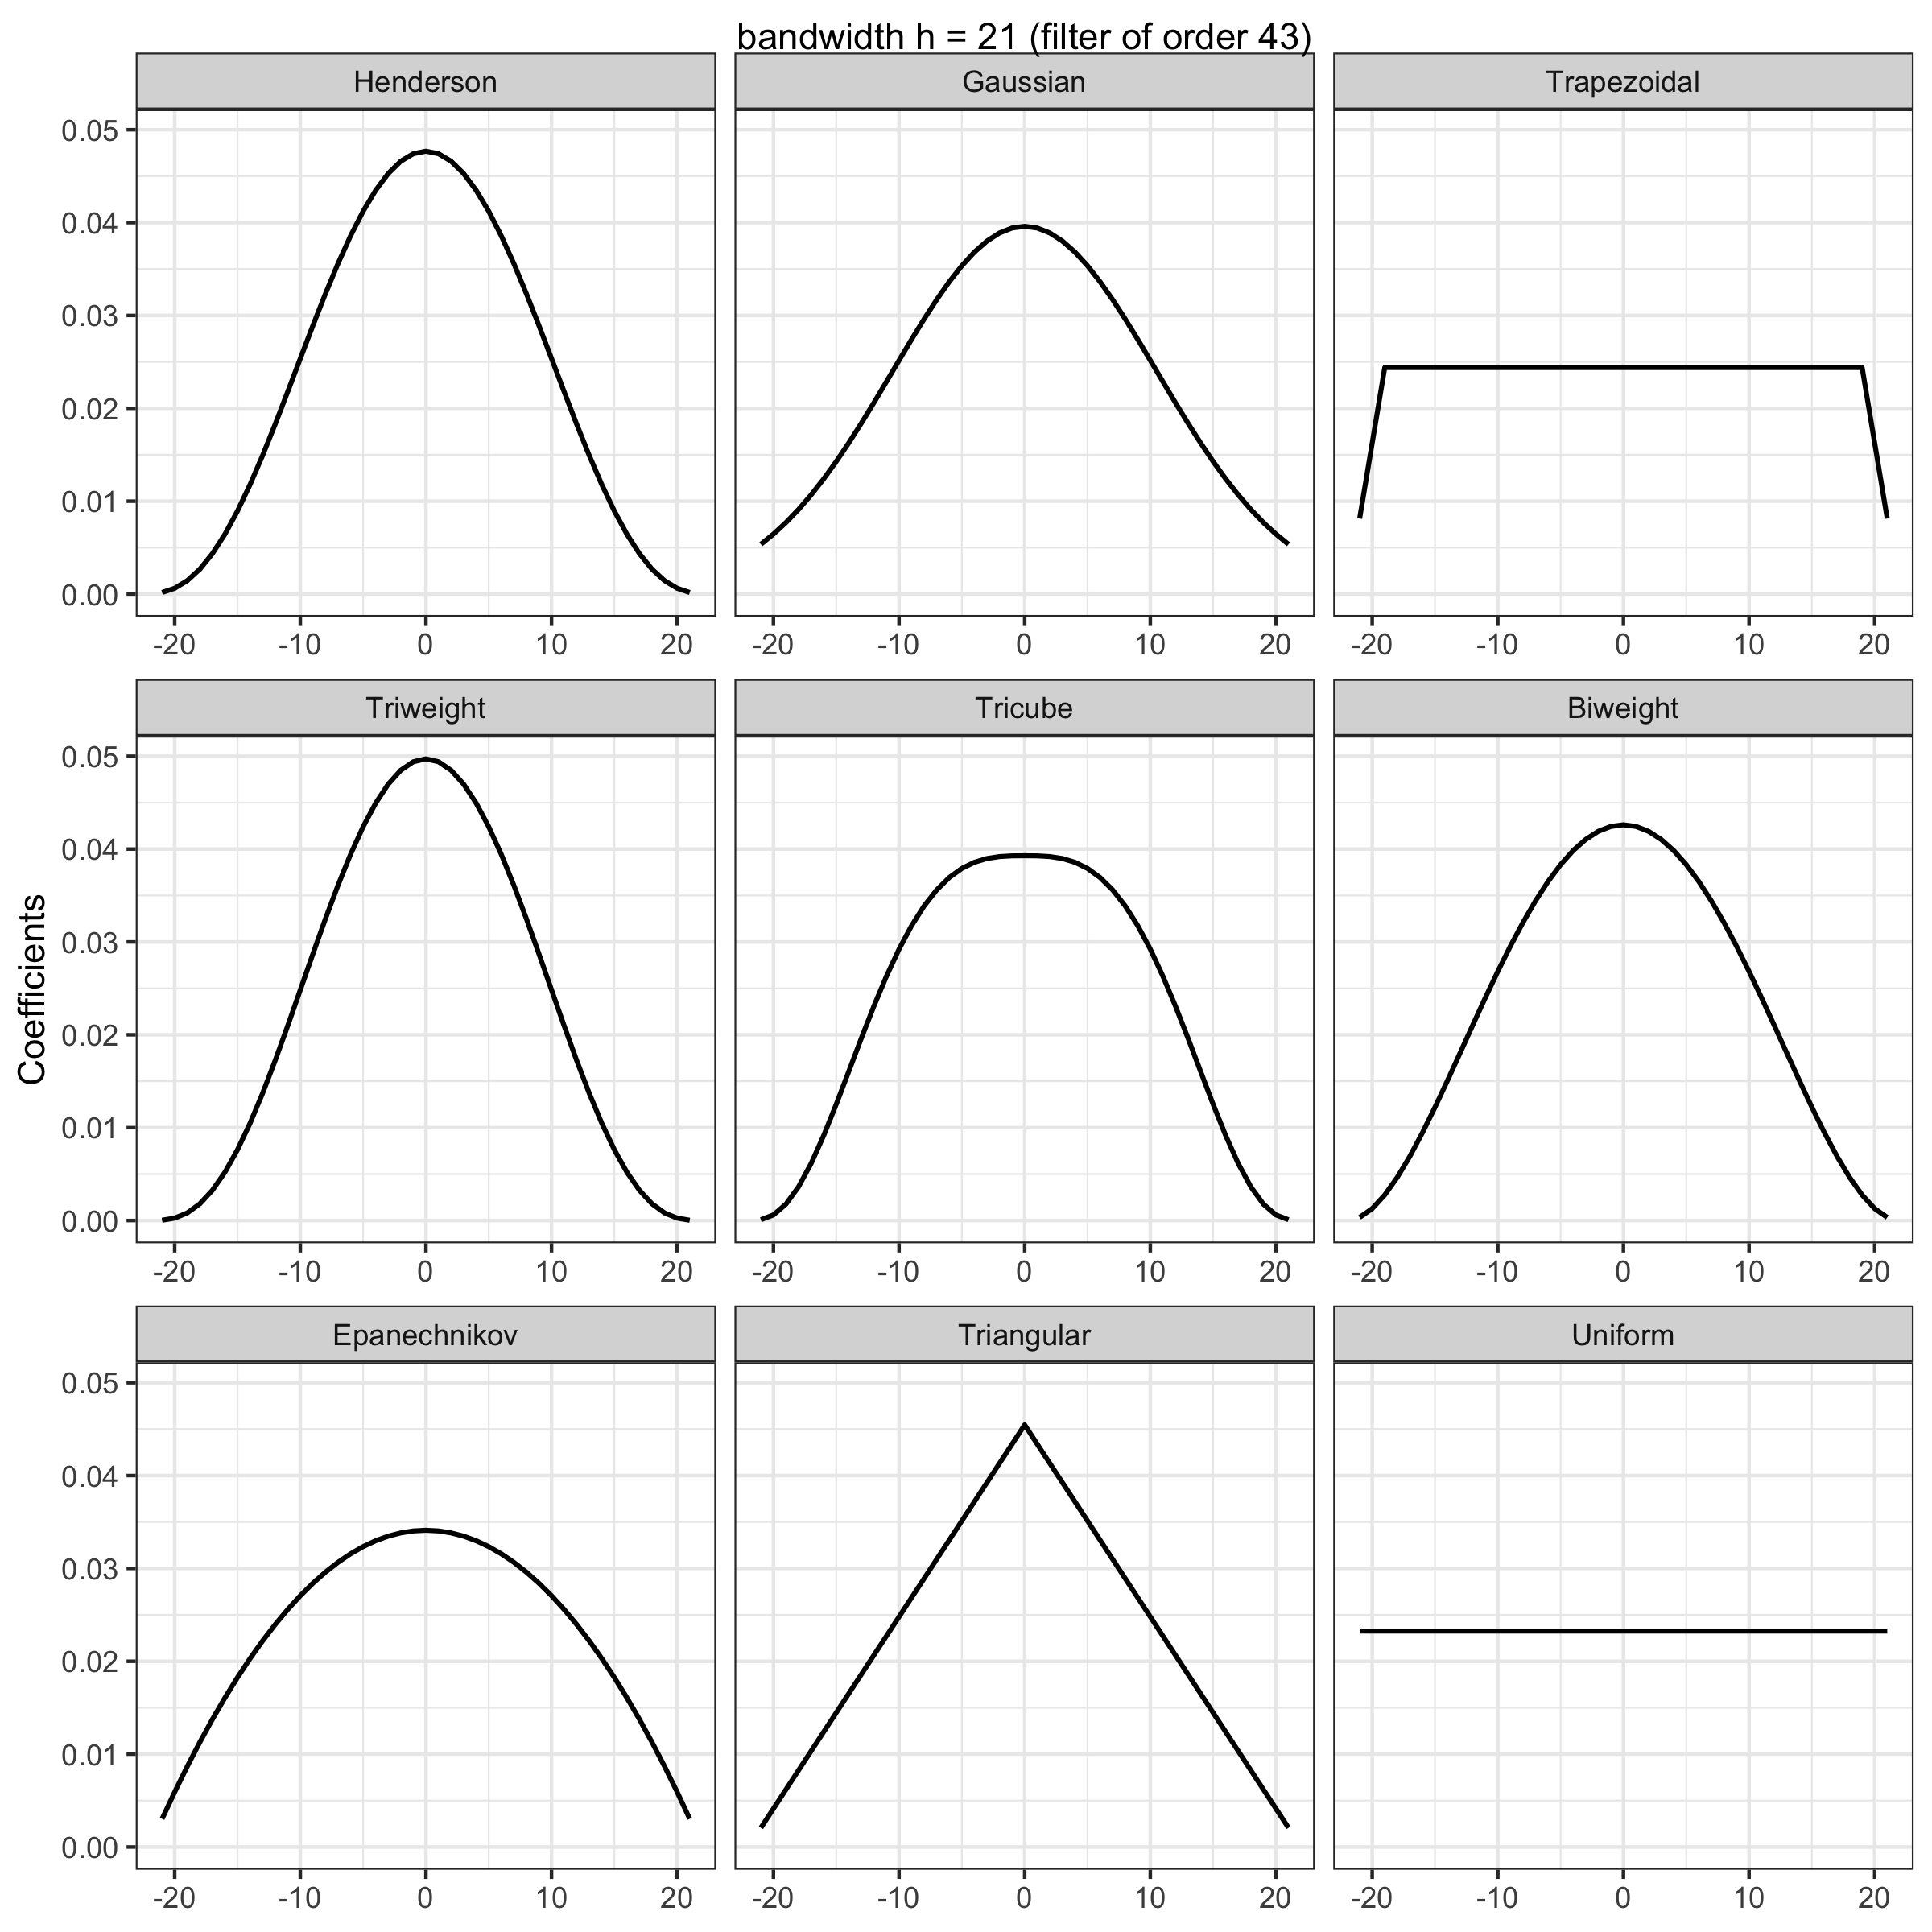 bandwidth h = 21 (filter of order 43)
Henderson Gaussian Trapezoidal
0.05
0.04
0.03
0.02
0.01
0.00
-20 -10 0 10 20 -20 -10 0 10 20 -20 -10 0 10 20
Triweight Tricube Biweight
0.05
0.04
0.03
0.02
0.01
0.00
-20 -10 0 10 20 -20 -10 0 10 20 -20 -10 0 10 20
Coefficients
Epanechnikov Triangular Uniform
0.05
0.04
0.03
0.02
0.01
0.00
-20 -10 0 10 20 -20 -10 0 10 20 -20 -10 0 10 20